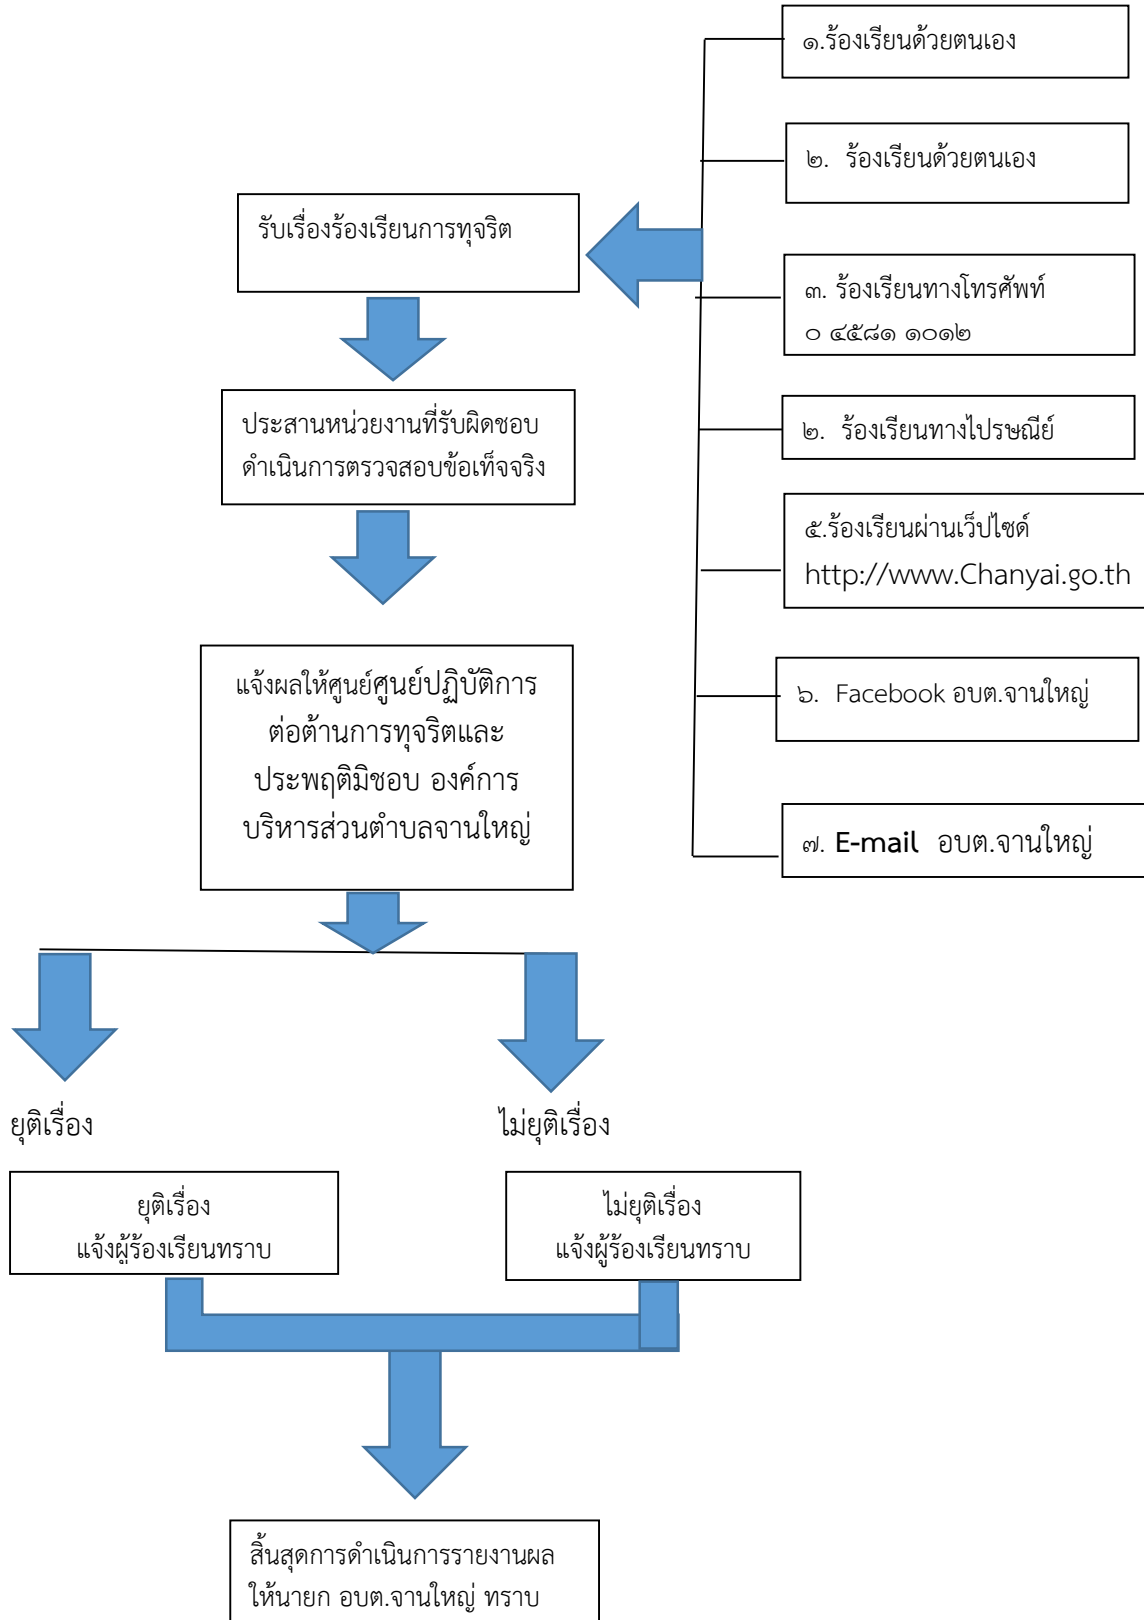 ๑.ร้องเรียนด้วยตนเอง
๒. ร้องเรียนด้วยตนเอง
รับเรื่องร้องเรียนการทุจริต
๓. ร้องเรียนทางโทรศัพท์
๐ ๔๕๘๑ ๑๐๑๒
ประสานหน่วยงานที่รับผิดชอบ
ดำเนินการตรวจสอบข้อเท็จจริง
๒. ร้องเรียนทางไปรษณีย์
๕.ร้องเรียนผ่านเว็ปไซด์
http://www.Chanyai.go.th
แจ้งผลให้ศูนย์ศูนย์ปฏิบัติการ
ต่อต้านการทุจริตและ
ประพฤติมิชอบ องค์การ
บริหารส่วนตำบลจานใหญ่
๖. Facebook อบต.จานใหญ่
๗. E-mail อบต.จานใหญ่
ยุติเรื่อง
ไม่ยุติเรื่อง
ยุติเรื่อง
แจ้งผู้ร้องเรียนทราบ
ไม่ยุติเรื่อง
แจ้งผู้ร้องเรียนทราบ
สิ้นสุดการดำเนินการรายงานผล
ให้นายก อบต.จานใหญ่ ทราบ